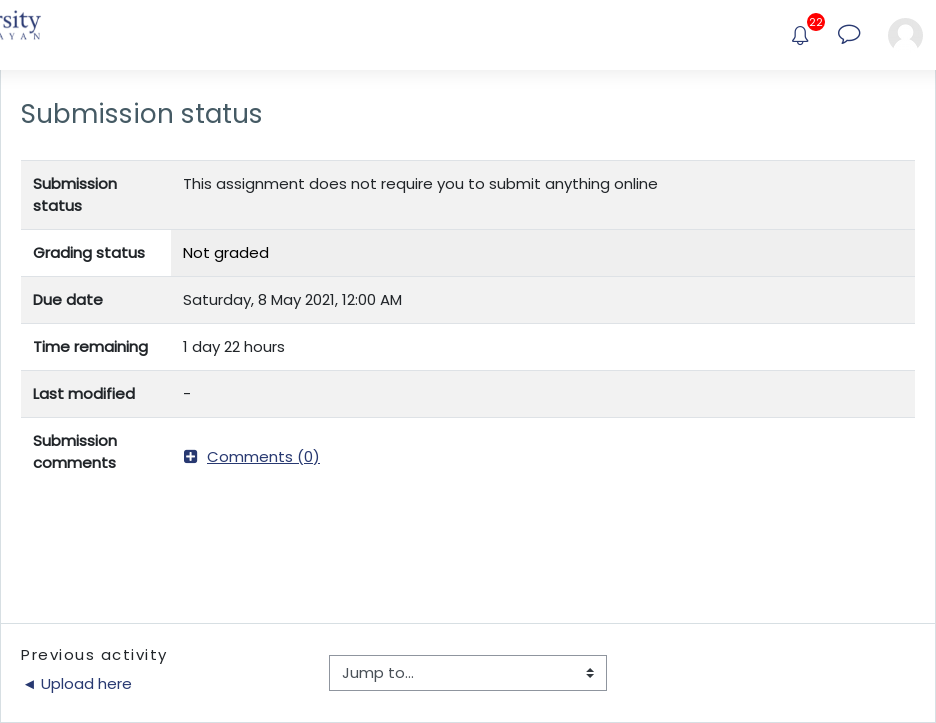 rsity
AYAN
22
Submission status
Submission status
This assignment does not require you to submit anything online
Grading status
Not graded
Due date
Saturday, 8 May 2021, 12:00 AM
Time remaining
1 day 22 hours
Last modified
-
Submission comments
Comments (0)
Previous activity
◄ Upload here
Jump to...